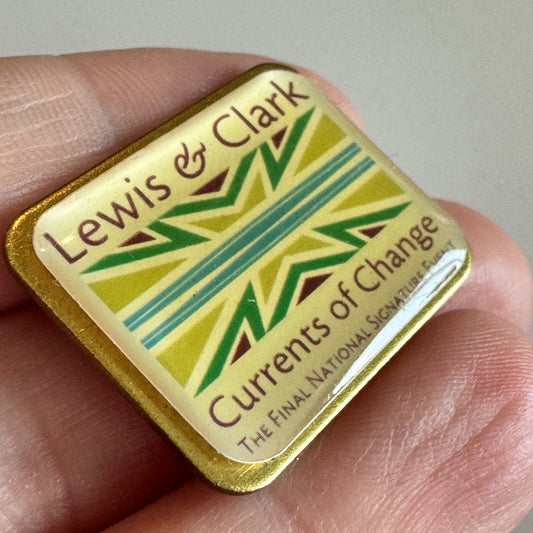 Lewis & Clark
Currents of Change
The Final National Signature Event